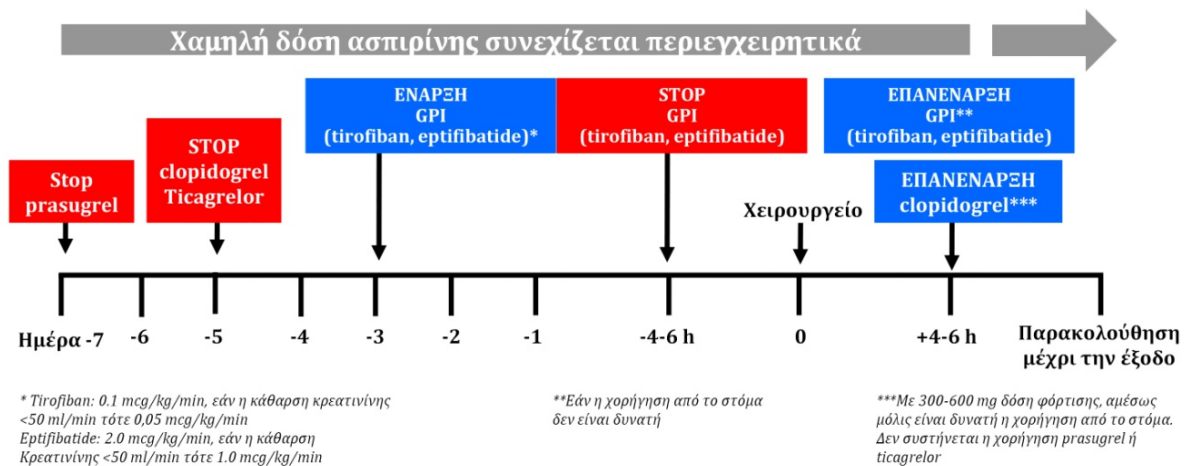 Χαμηλή δόση ασπιρίνης συνεχίζεται περιεγχειρητικά
Stop
prasugrel
STOP
clopidogrel
Ticagrelor
ΕΝΑΡΞΗ
GPI
(tirofiban, eptifibatide)*
STOP
GPI
(tirofiban, eptifibatide)
Χειρουργείο
ΕΠΑΝΕΝΑΡΞΗ
GPI**
(tirofiban, eptifibatide)
ΕΠΑΝΕΝΑΡΞΗ
clopidogrel***
Ημέρα -7
-6
-5
-4
-3
-2
-1
-4-6 h
0
+4-6 h
Παρακολούθηση
μέχρι την έξοδο
* Tirofiban: 0.1 mcg/kg/min, εάν η κάθαρση κρεατινίνης
<50 ml/min τότε 0,05 mcg/kg/min
Eptifibatide: 2.0 mcg/kg/min, εάν η κάθαρση
Κρεατινίνης <50 ml/min τότε 1.0 mcg/kg/min
**Εάν η χορήγηση από το στόμα
δεν είναι δυνατή
***Με 300-600 mg δόση φόρτισης, αμέσως
μόλις είναι δυνατή η χορήγηση από το στόμα.
Δεν συστήνεται η χορήγηση prasugrel ή
ticagrelor